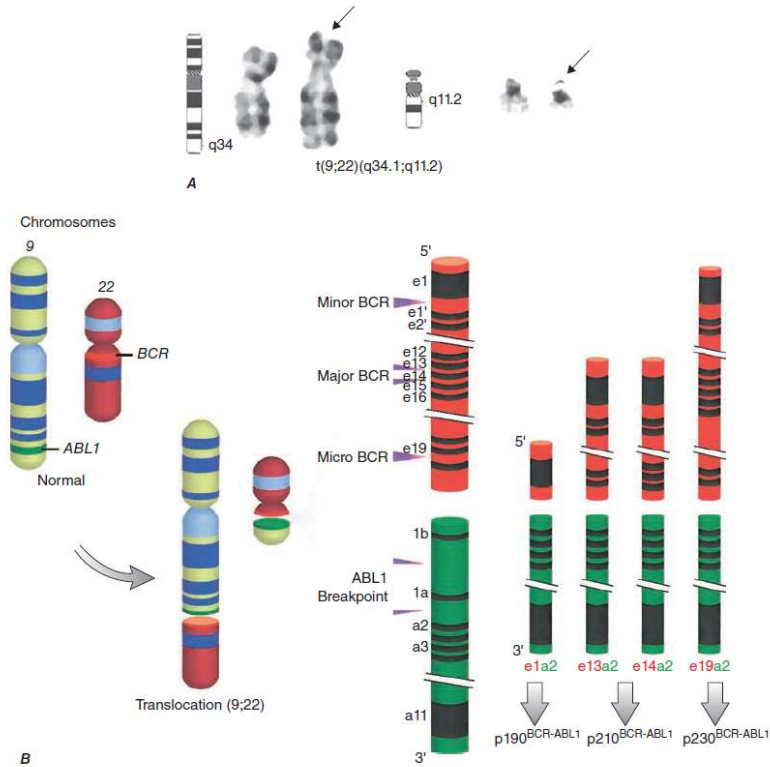 q34
q11.2
t(9;22)(q34.1;q11.2)
A
Chromosomes
9
22
BCR
ABL1
Normal
Translocation (9;22)
B
5'
e1
Minor BCR
e1'
e2'
e12
e13
Major BCR
e14
e15
e16
e19
Micro BCR
1b
ABL1
Breakpoint
1a
a2
a3
a11
3'
5'
3'
e1a2 e13a2 e14a2 e19a2
p190BCR-ABL1 p210BCR-ABL1 p230BCR-ABL1